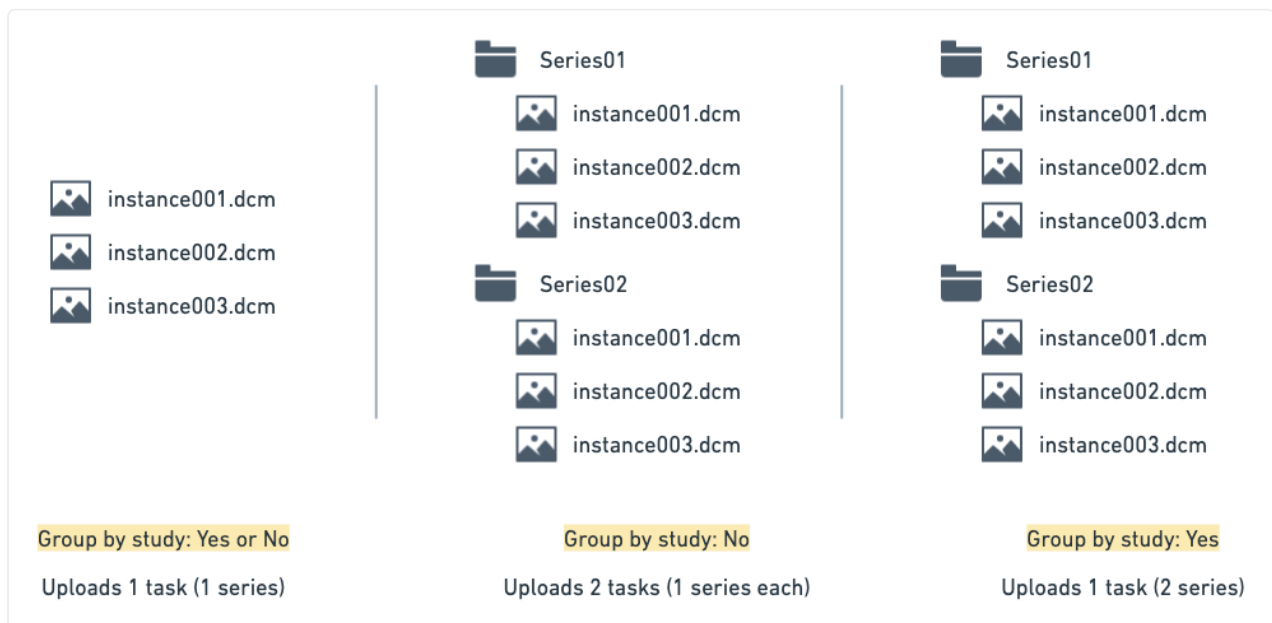 instance001.dcm
instance002.dcm
instance003.dcm
Group by study: Yes or No
Uploads 1 task (1 series)
Series01
instance001.dcm
instance002.dcm
instance003.dcm
Series02
instance001.dcm
instance002.dcm
instance003.dcm
Group by study: No
Uploads 2 tasks (1 series each)
Series01
instance001.dcm
instance002.dcm
instance003.dcm
Series02
instance001.dcm
instance002.dcm
instance003.dcm
Group by study: Yes
Uploads 1 task (2 series)